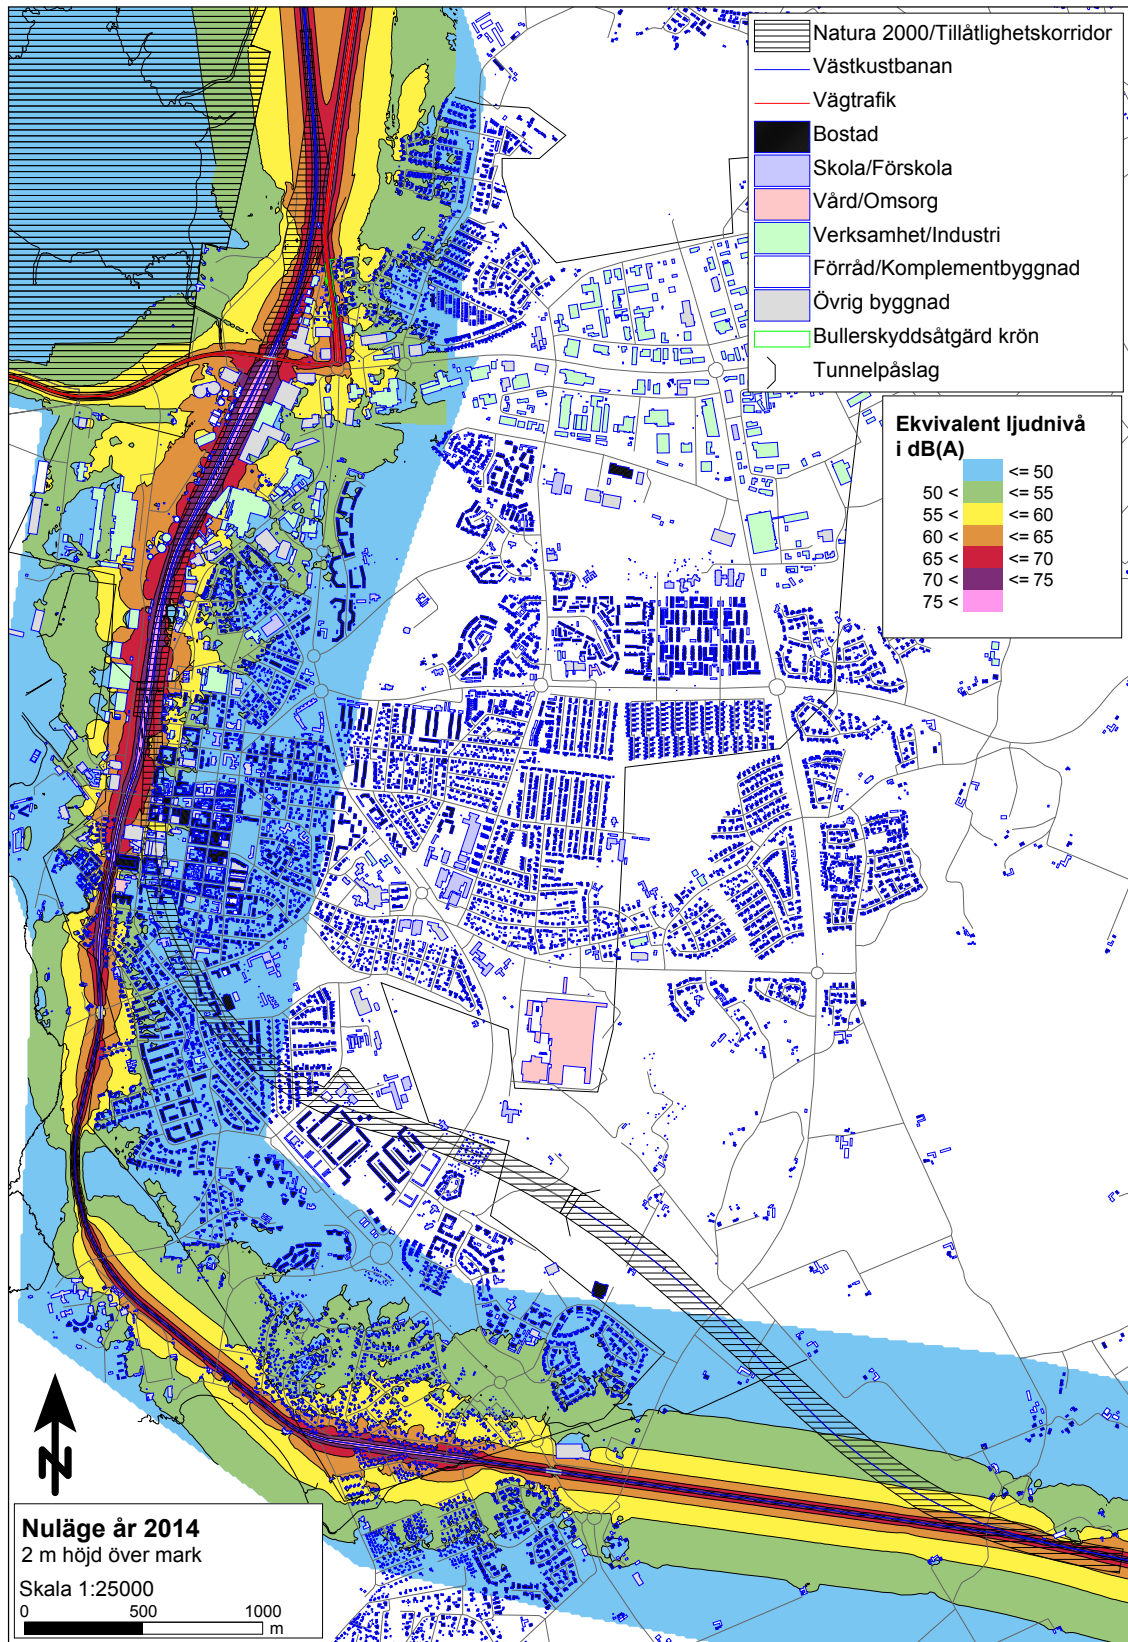 Natura 2000/Tillåtlighetskorridor
Västkustbanan
Vägtrafik
Bostad
Skola/Förskola
Vård/Omsorg
Verksamhet/Industri
Förråd/Komplementbyggnad
Övrig byggnad
Bullerskyddsåtgärd krön
Tunnelpåslag
Ekvivalent ljudnivå
i dB(A)
<= 50
50 < <= 55
55 < <= 60
60 < <= 65
65 < <= 70
70 < <= 75
75 <
N
Nuläge år 2014
2 m höjd över mark
Skala 1:25000
0 500 1000
m